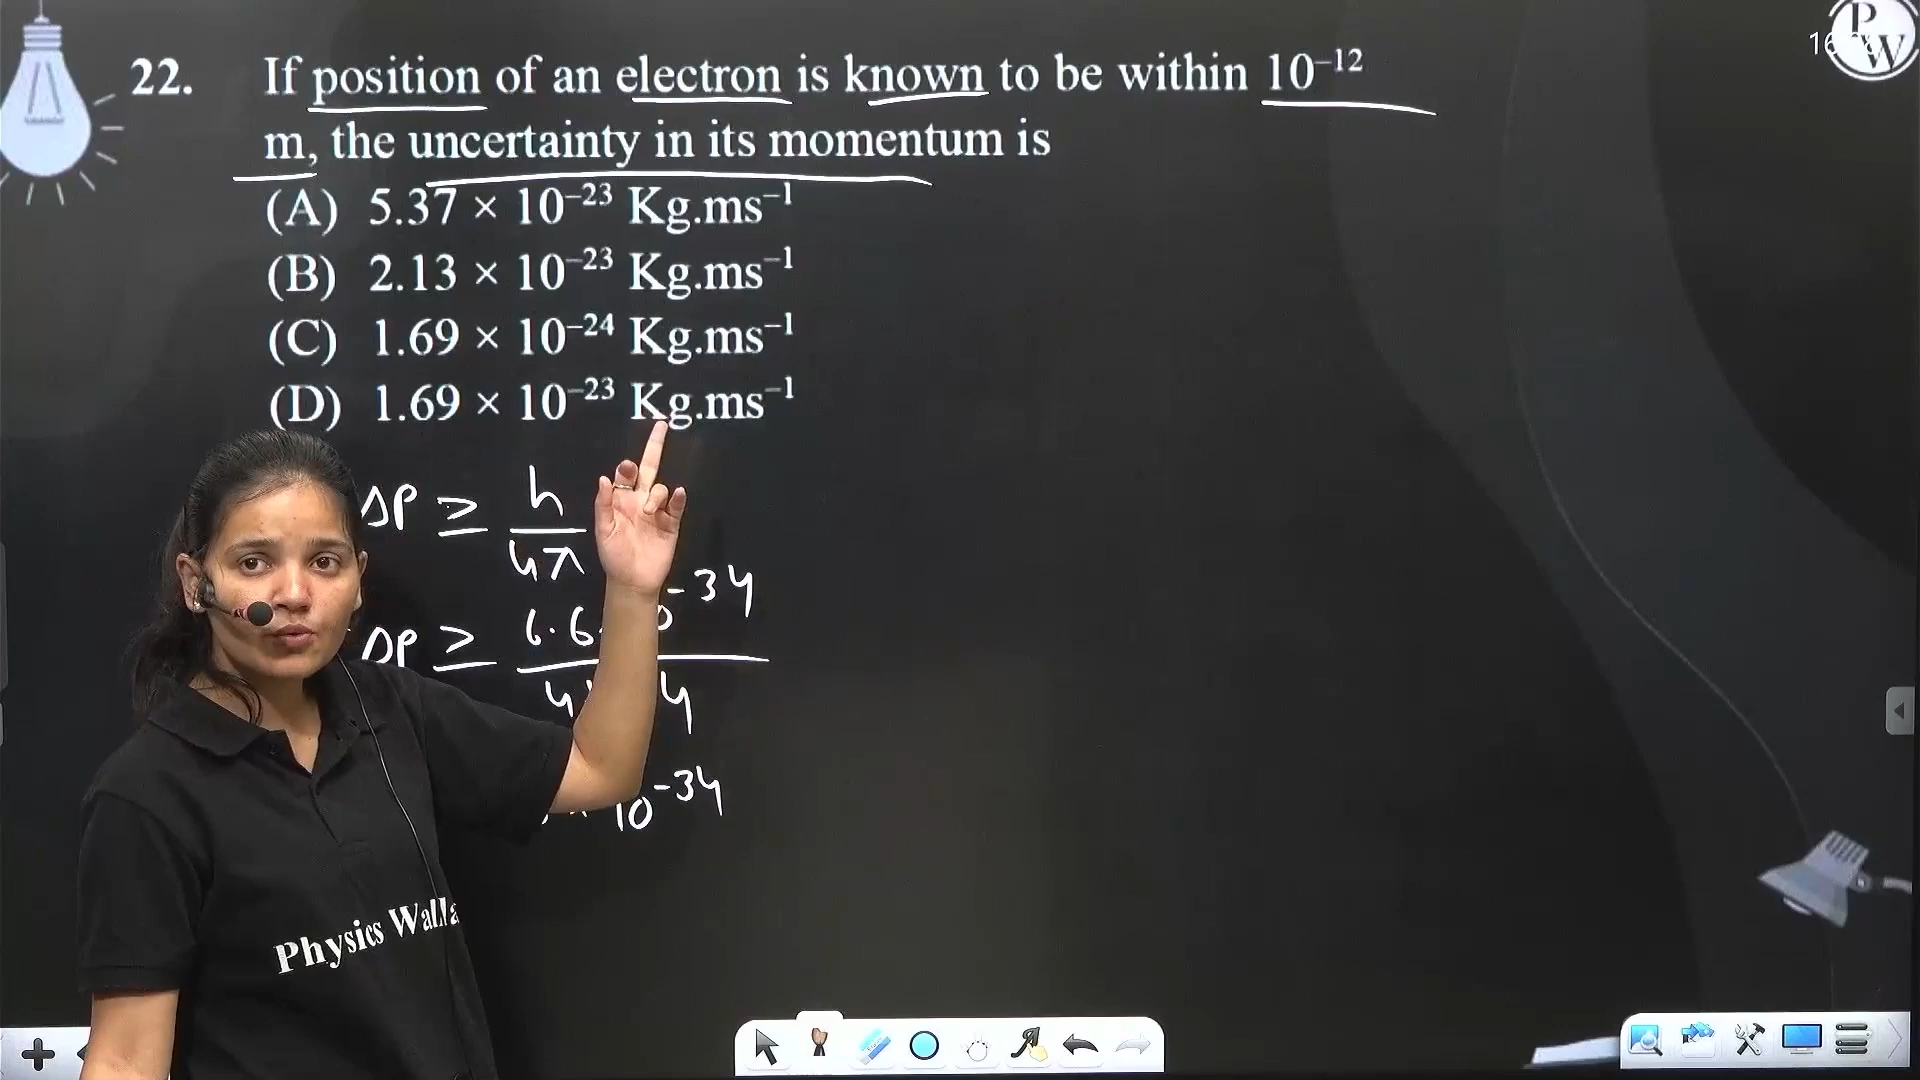 22. If position of an electron is known to be within 10⁻¹²
m, the uncertainty in its momentum is
(A) 5.37 × 10⁻²³ Kg.ms⁻¹
(B) 2.13 × 10⁻²³ Kg.ms⁻¹
(C) 1.69 × 10⁻²⁴ Kg.ms⁻¹
(D) 1.69 × 10⁻²³ Kg.ms⁻¹
ΔP ≥ h
4π
-34
ΔP ≥ 6.6
4 4
10⁻³⁴
Physics Walla
PW